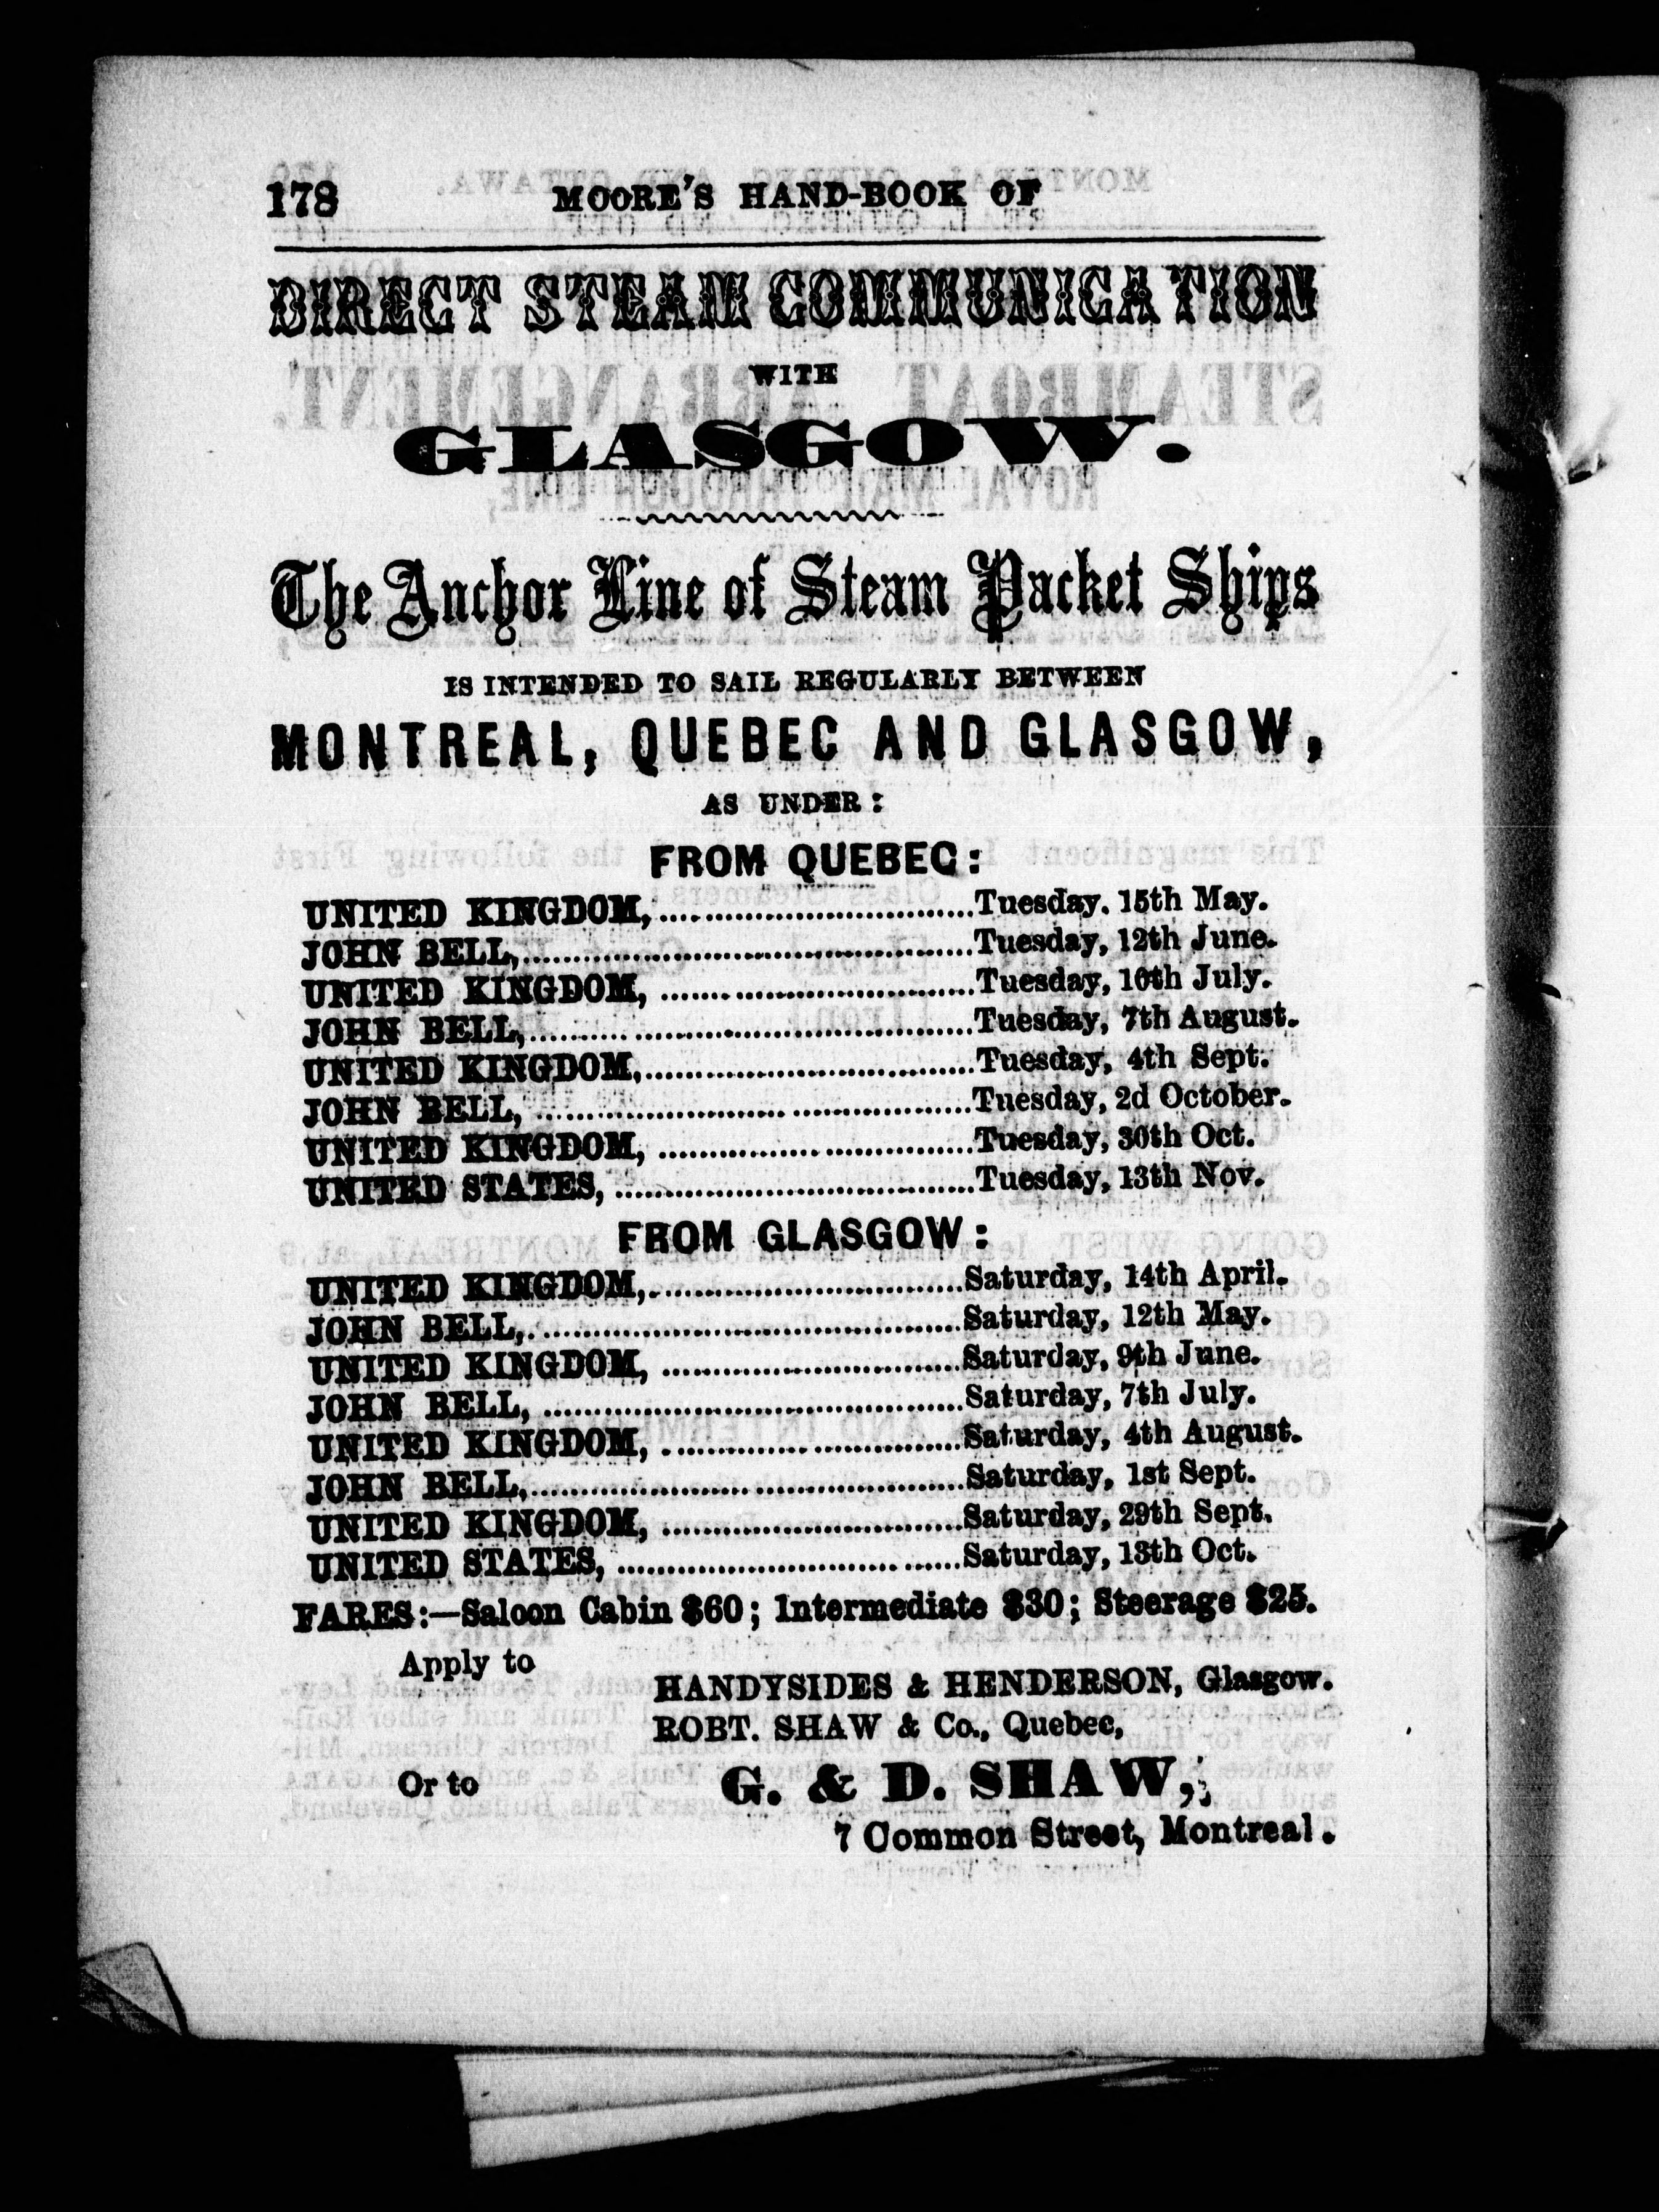 178 MOORE'S HAND-BOOK OF
DIRECT STEAM COMMUNICATION
WITH
GLASGOW.
The Anchor Line of Steam Packet Ships
IS INTENDED TO SAIL REGULARLY BETWEEN
MONTREAL, QUEBEC AND GLASGOW,
AS UNDER:
FROM QUEBEC:
UNITED KINGDOM,................................Tuesday. 15th May.
JOHN BELL,................................Tuesday, 12th June.
UNITED KINGDOM, ................................Tuesday, 10th July.
JOHN BELL,................................Tuesday, 7th August.
UNITED KINGDOM,................................Tuesday, 4th Sept.
JOHN BELL, ................................Tuesday, 2d October.
UNITED KINGDOM, ................................Tuesday, 30th Oct.
UNITED STATES, ................................Tuesday, 13th Nov.
FROM GLASGOW:
UNITED KINGDOM,................................Saturday, 14th April.
JOHN BELL,................................Saturday, 12th May.
UNITED KINGDOM, ................................Saturday, 9th June.
JOHN BELL, ................................Saturday, 7th July.
UNITED KINGDOM, ................................Saturday, 4th August.
JOHN BELL,................................Saturday, 1st Sept.
UNITED KINGDOM, ................................Saturday, 29th Sept.
UNITED STATES, ................................Saturday, 13th Oct.
FARES:—Saloon Cabin $60; Intermediate $30; Steerage $25.
Apply to
HANDYSIDES & HENDERSON, Glasgow.
ROBT. SHAW & Co., Quebec,
Or to G. & D. SHAW,
7 Common Street, Montreal.